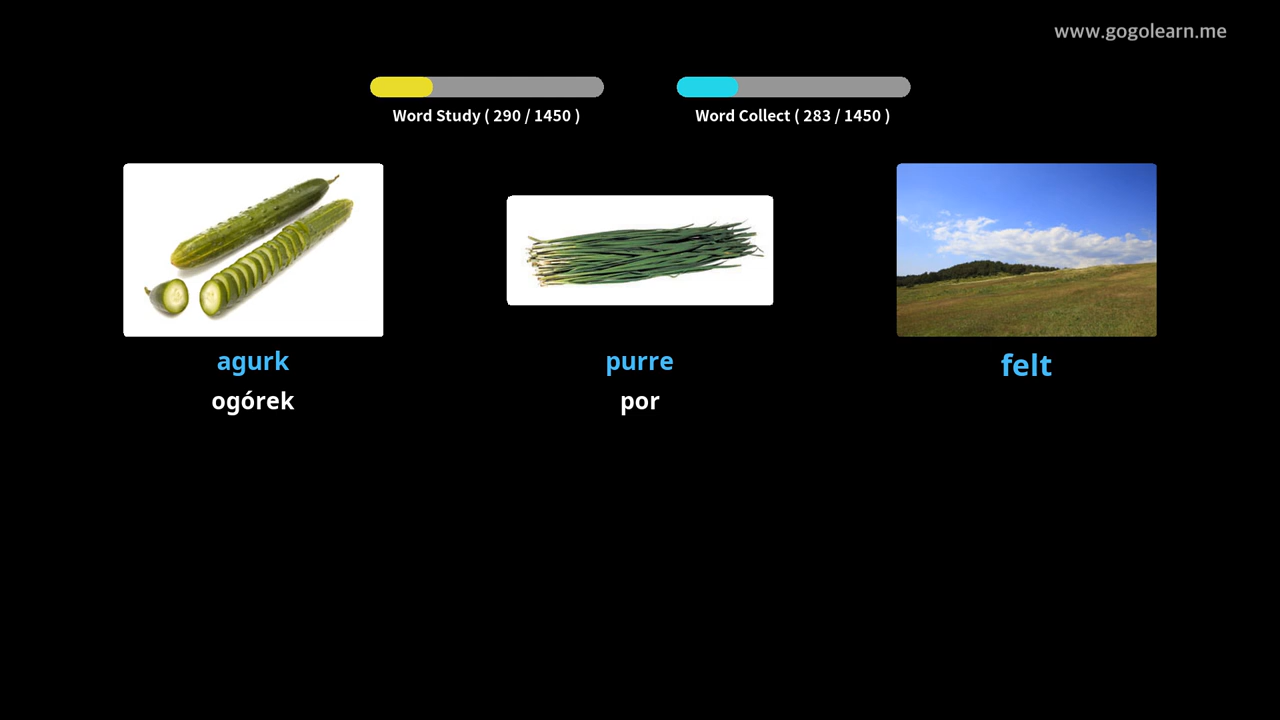 www.gogolearn.me
Word Study ( 290 / 1450 )
Word Collect ( 283 / 1450 )
agurk
ogórek
purre
por
felt